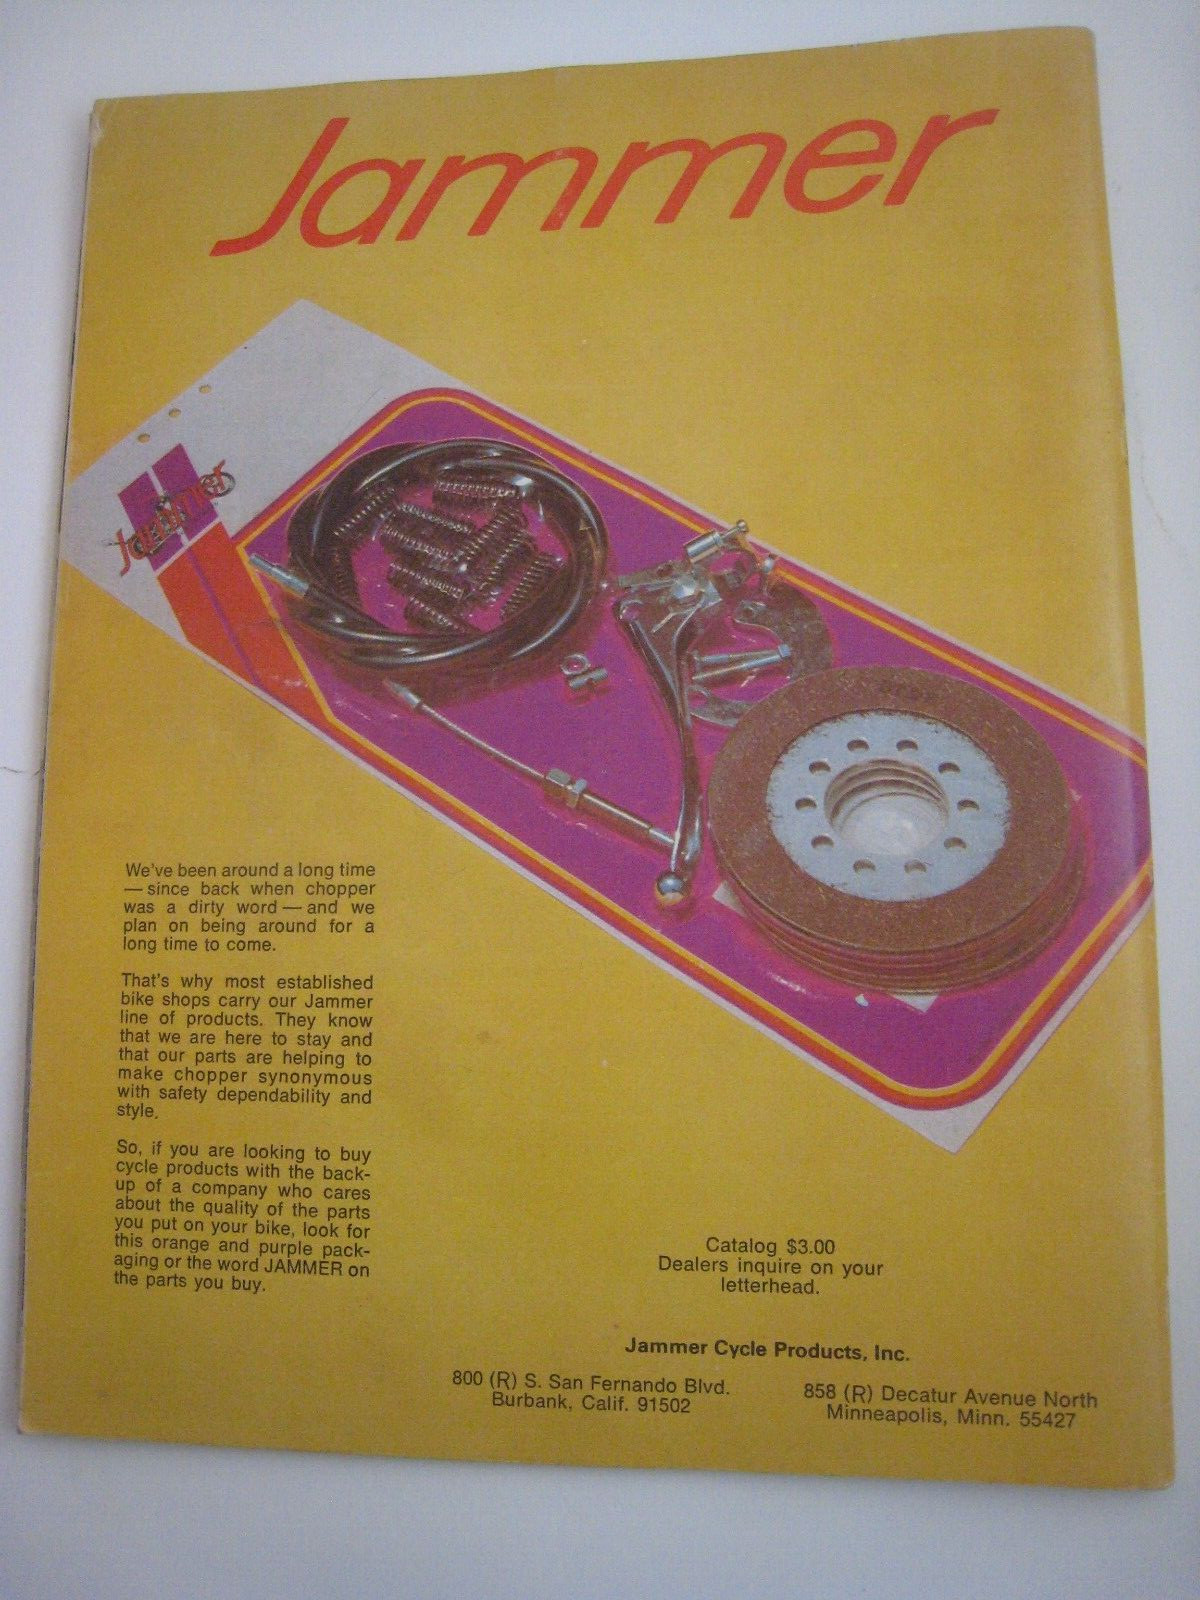 Jammer
Jammer
We've been around a long time
— since back when chopper
was a dirty word — and we
plan on being around for a
long time to come.
That's why most established
bike shops carry our Jammer
line of products. They know
that we are here to stay and
that our parts are helping to
make chopper synonymous
with safety dependability and
style.
So, if you are looking to buy
cycle products with the back-
up of a company who cares
about the quality of the parts
you put on your bike, look for
this orange and purple pack-
aging or the word JAMMER on
the parts you buy.
Catalog $3.00
Dealers inquire on your
letterhead.
Jammer Cycle Products, Inc.
800 (R) S. San Fernando Blvd.
Burbank, Calif. 91502
858 (R) Decatur Avenue North
Minneapolis, Minn. 55427